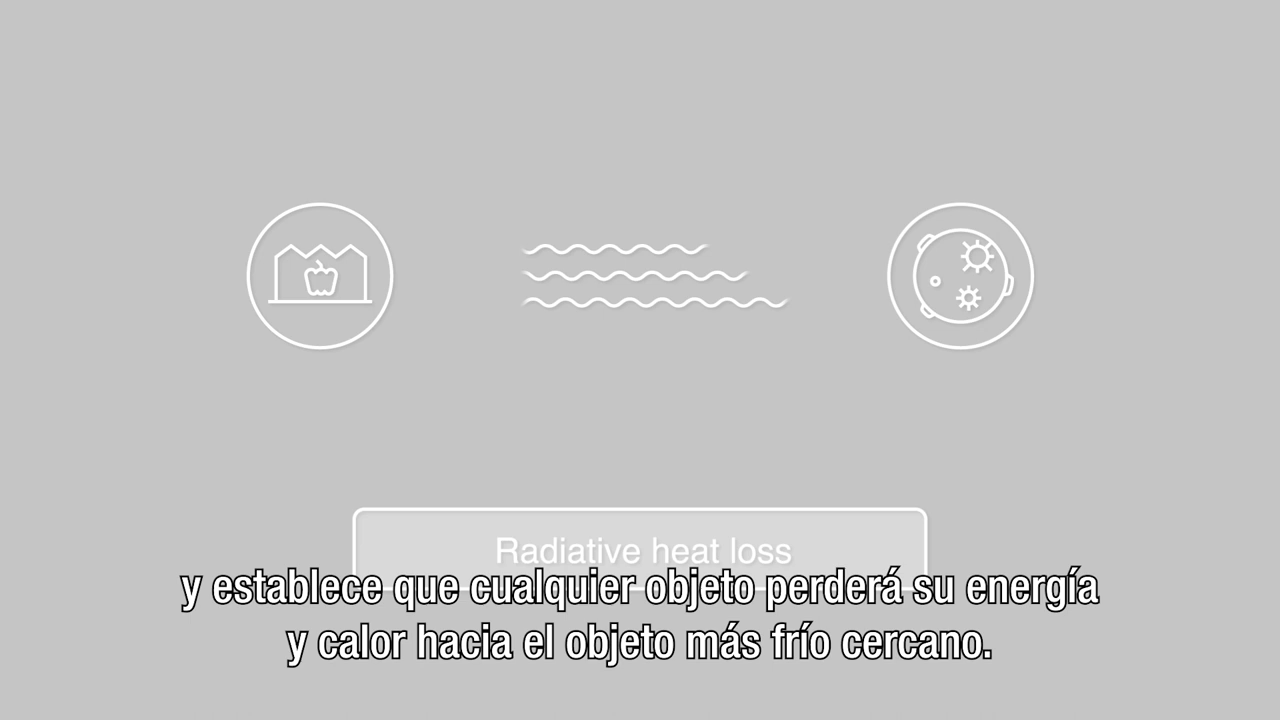 Radiative heat loss
y establece que cualquier objeto perderá su energía
y calor hacia el objeto más frío cercano.